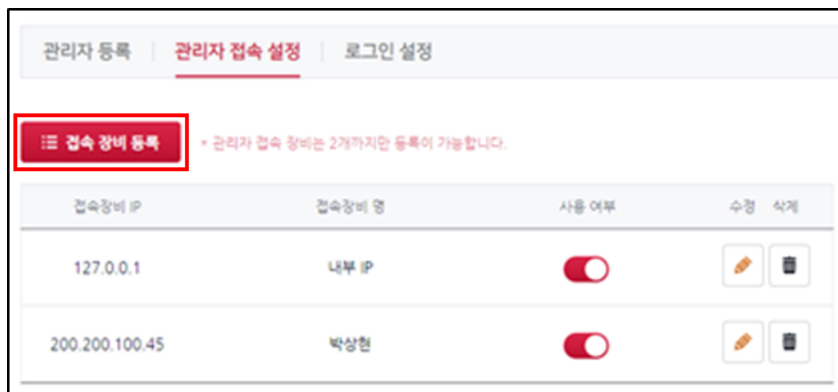 관리자 등록 관리자 접속 설정 로그인 설정
접속 장비 등록 * 관리자 접속 장비는 2개까지만 등록이 가능합니다.
접속장비 IP 접속장비 명 사용 여부 수정 삭제
127.0.0.1 내부 IP
200.200.100.45 박상현